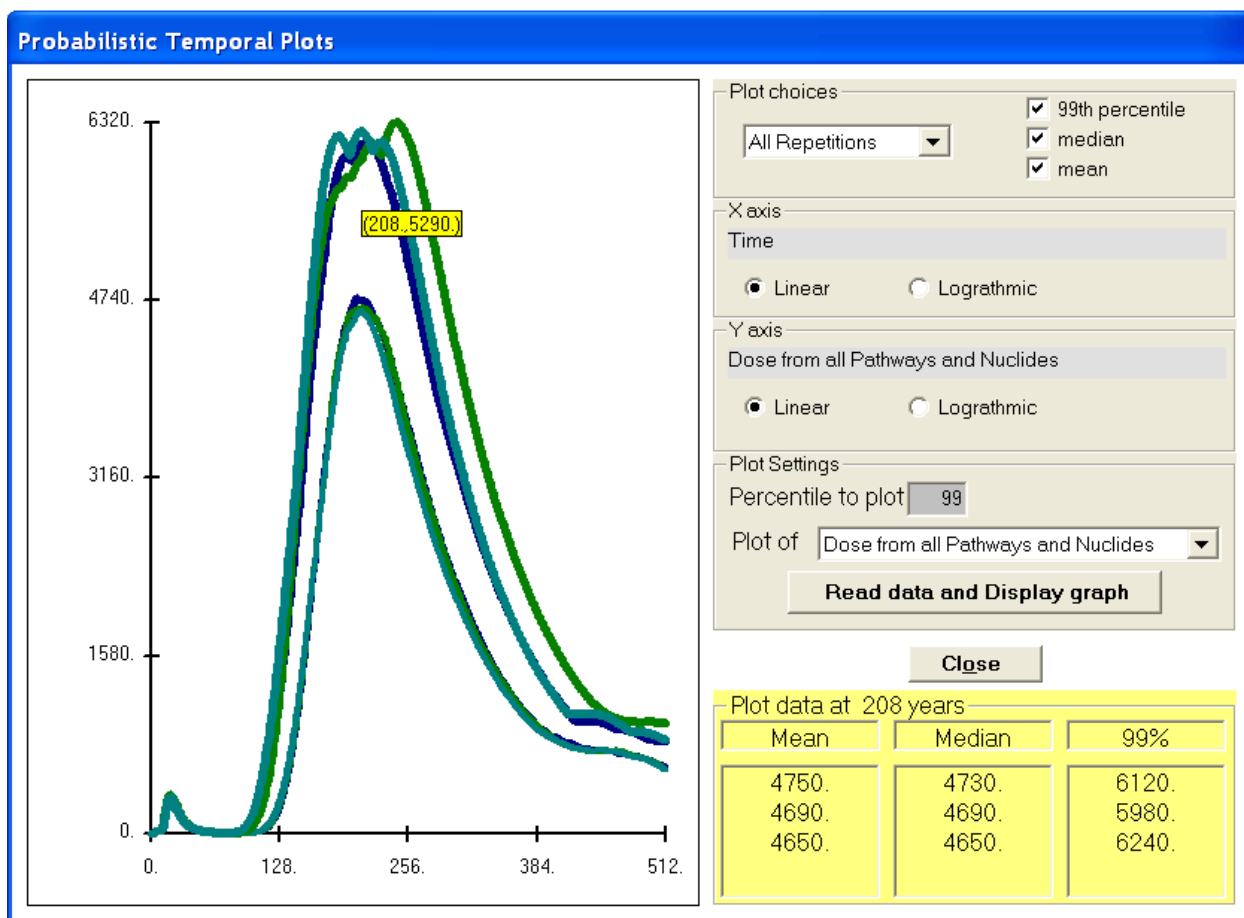 Probabilistic Temporal Plots
6320.
4740.
3160.
1580.
0.
0.
128.
256.
384.
512.
(208.,5290.)
Plot choices
All Repetitions
99th percentile
median
mean
X axis
Time
Linear
Lograthmic
Y axis
Dose from all Pathways and Nuclides
Linear
Lograthmic
Plot Settings
Percentile to plot 99
Plot of Dose from all Pathways and Nuclides
Read data and Display graph
Close
Plot data at 208 years
Mean Median 99%
4750. 4730. 6120.
4690. 4690. 5980.
4650. 4650. 6240.